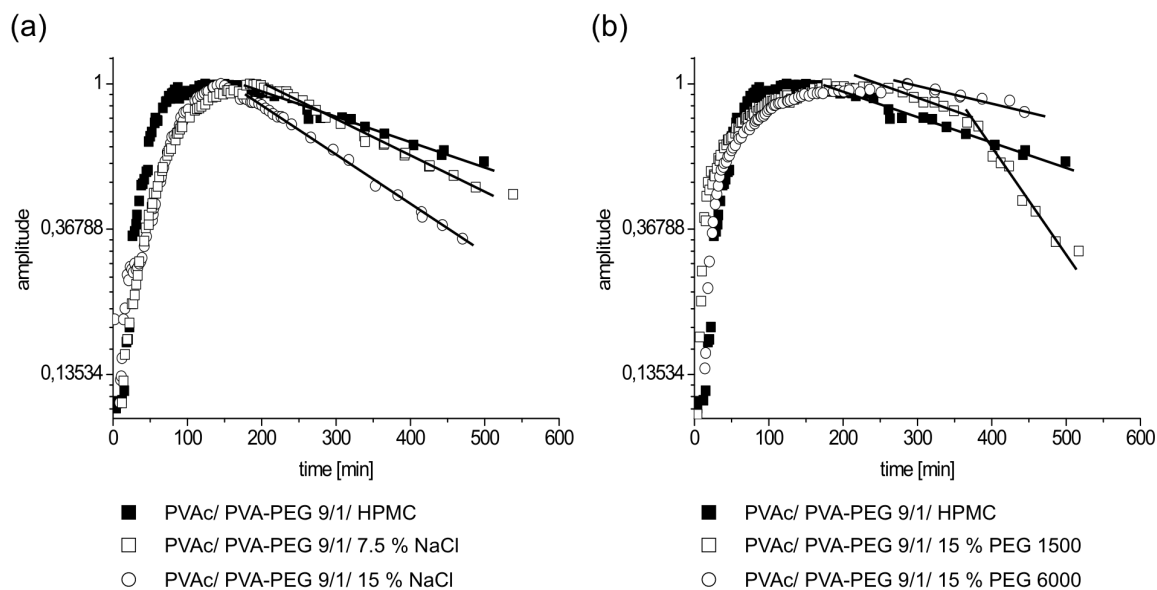 (a)
(b)
1
0,36788
0,13534
amplitude
0 100 200 300 400 500 600
time [min]
PVAc/ PVA-PEG 9/1/ HPMC
PVAc/ PVA-PEG 9/1/ 7.5 % NaCl
PVAc/ PVA-PEG 9/1/ 15 % NaCl
1
0,36788
0,13534
amplitude
0 100 200 300 400 500 600
time [min]
PVAc/ PVA-PEG 9/1/ HPMC
PVAc/ PVA-PEG 9/1/ 15 % PEG 1500
PVAc/ PVA-PEG 9/1/ 15 % PEG 6000